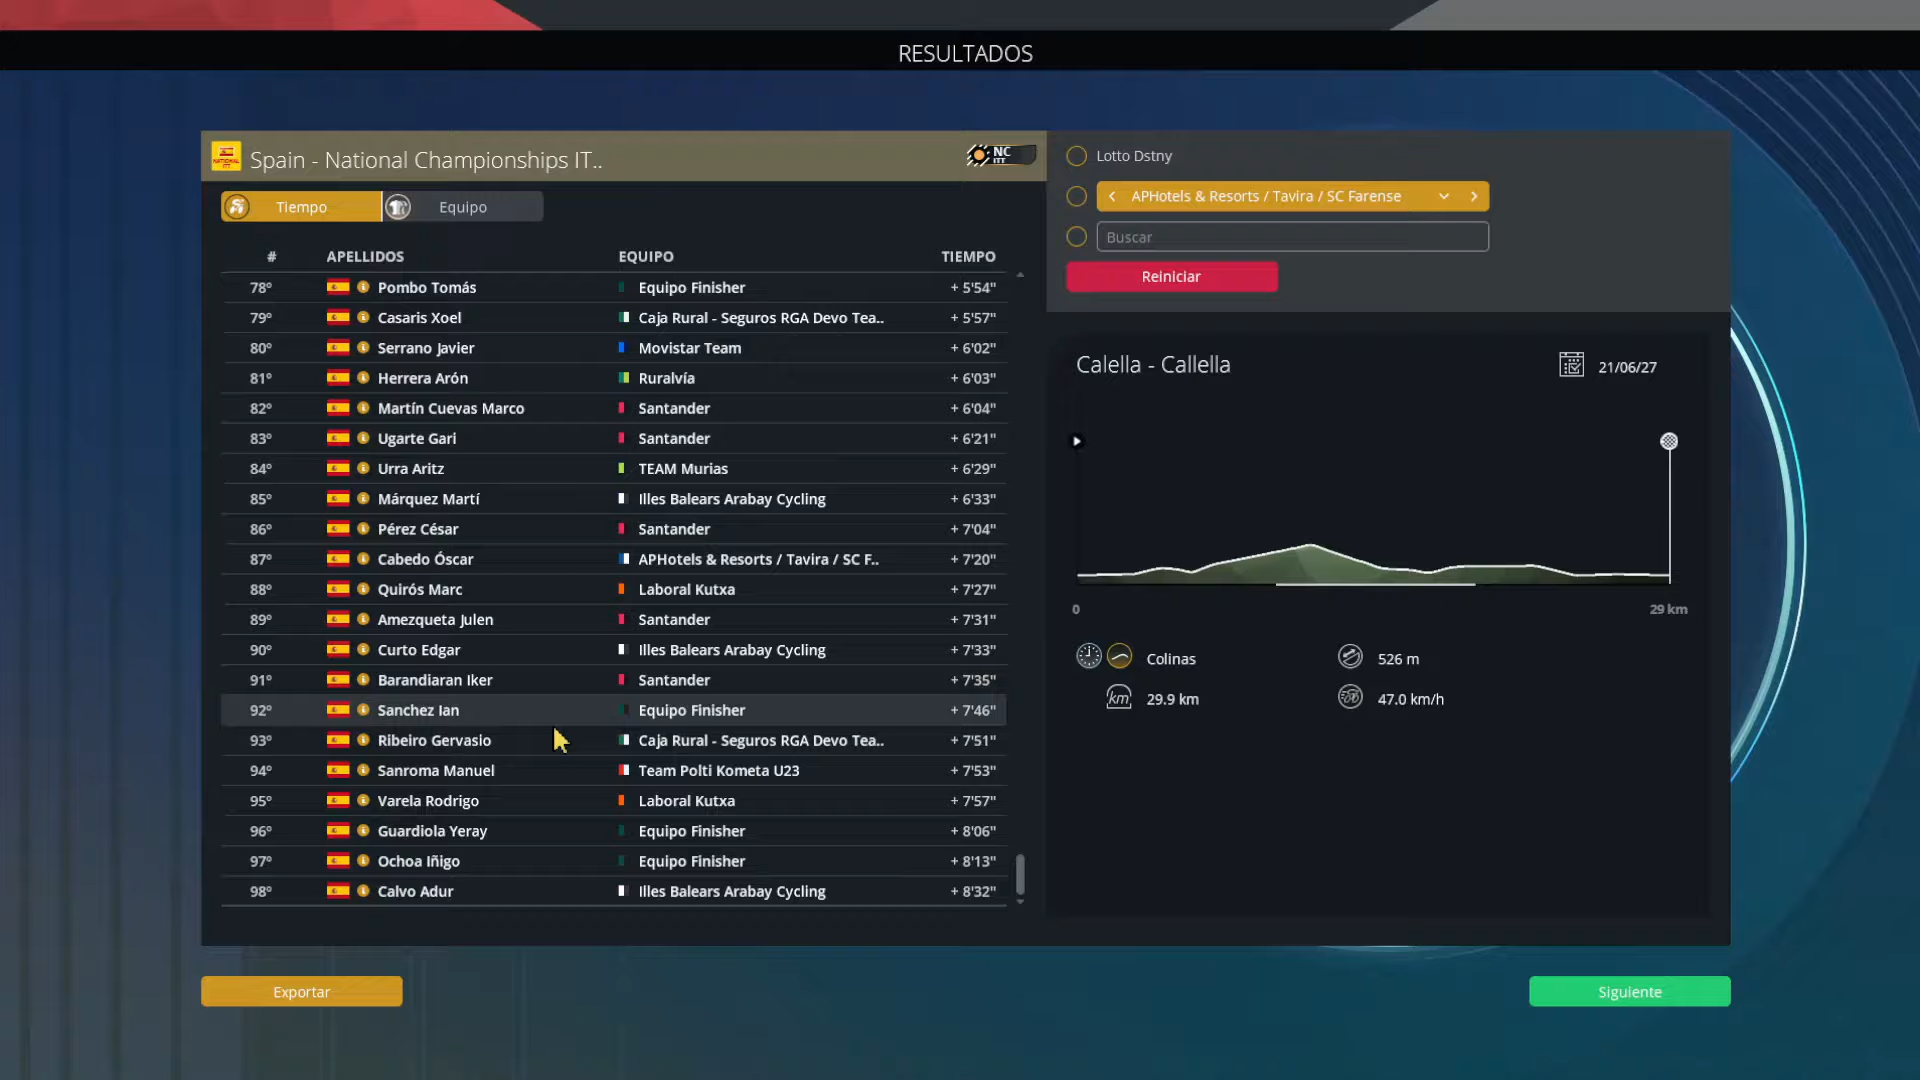 RESULTADOS
Spain - National Championships IT..
NC
ITT
Tiempo
Equipo
# APELLIDOS EQUIPO TIEMPO
78º Pombo Tomás Equipo Finisher + 5'54"
79º Casaris Xoel Caja Rural - Seguros RGA Devo Tea.. + 5'57"
80º Serrano Javier Movistar Team + 6'02"
81º Herrera Arón Ruralvía + 6'03"
82º Martín Cuevas Marco Santander + 6'04"
83º Ugarte Gari Santander + 6'21"
84º Urra Aritz TEAM Murias + 6'29"
85º Márquez Martí Illes Balears Arabay Cycling + 6'33"
86º Pérez César Santander + 7'04"
87º Cabedo Óscar APHotels & Resorts / Tavira / SC F.. + 7'20"
88º Quirós Marc Laboral Kutxa + 7'27"
89º Amezqueta Julen Santander + 7'31"
90º Curto Edgar Illes Balears Arabay Cycling + 7'33"
91º Barandiaran Iker Santander + 7'35"
92º Sanchez Ian Equipo Finisher + 7'46"
93º Ribeiro Gervasio Caja Rural - Seguros RGA Devo Tea.. + 7'51"
94º Sanroma Manuel Team Polti Kometa U23 + 7'53"
95º Varela Rodrigo Laboral Kutxa + 7'57"
96º Guardiola Yeray Equipo Finisher + 8'06"
97º Ochoa Iñigo Equipo Finisher + 8'13"
98º Calvo Adur Illes Balears Arabay Cycling + 8'32"
Lotto Dstny
APHotels & Resorts / Tavira / SC Farense
Buscar
Reiniciar
Calella - Callella
21/06/27
0
29 km
Colinas
526 m
km
29.9 km
47.0 km/h
Exportar
Siguiente